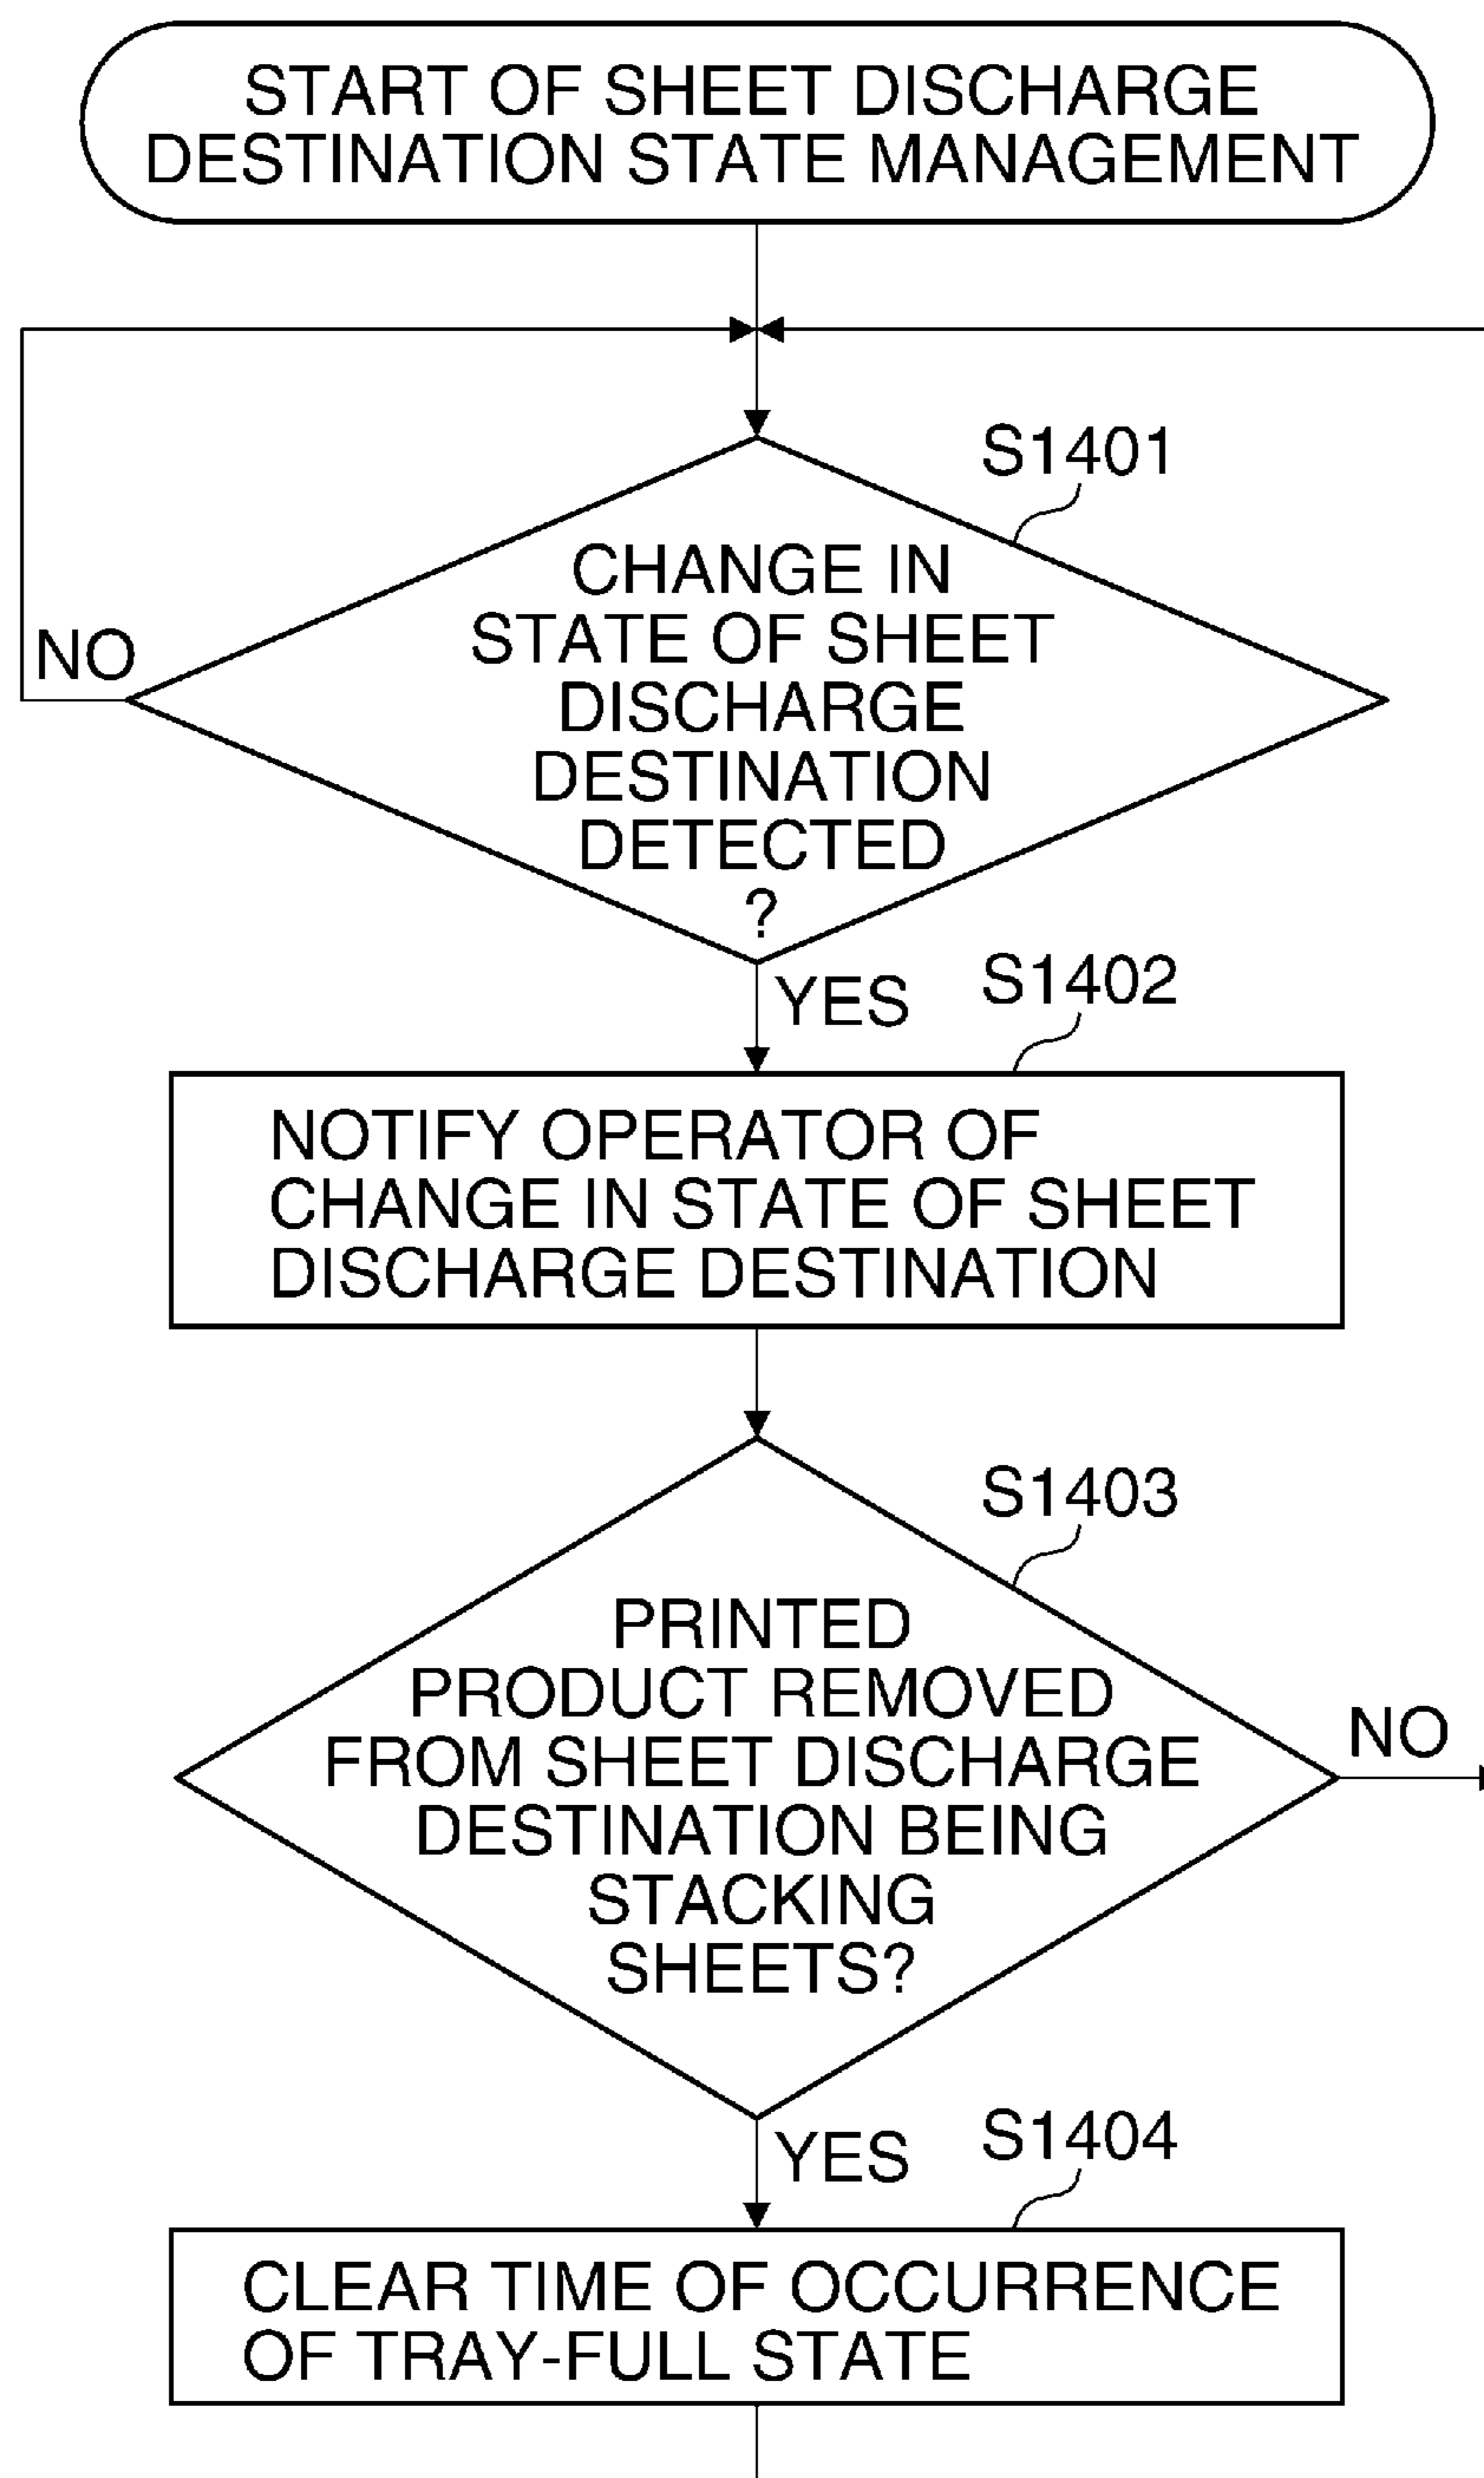 START OF SHEET DISCHARGE
DESTINATION STATE MANAGEMENT
S1401
CHANGE IN
STATE OF SHEET
DISCHARGE
DESTINATION
DETECTED
?
NO
YES
S1402
NOTIFY OPERATOR OF
CHANGE IN STATE OF SHEET
DISCHARGE DESTINATION
S1403
PRINTED
PRODUCT REMOVED
FROM SHEET DISCHARGE
DESTINATION BEING
STACKING
SHEETS?
NO
YES
S1404
CLEAR TIME OF OCCURRENCE
OF TRAY-FULL STATE